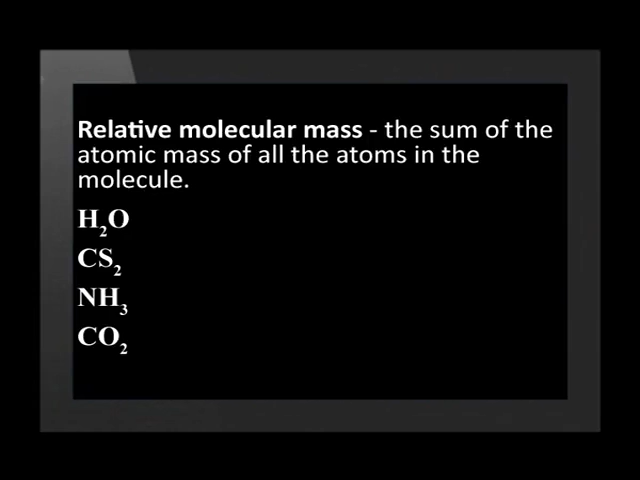 Relative molecular mass - the sum of the
atomic mass of all the atoms in the
molecule.
H₂O
CS₂
NH₃
CO₂